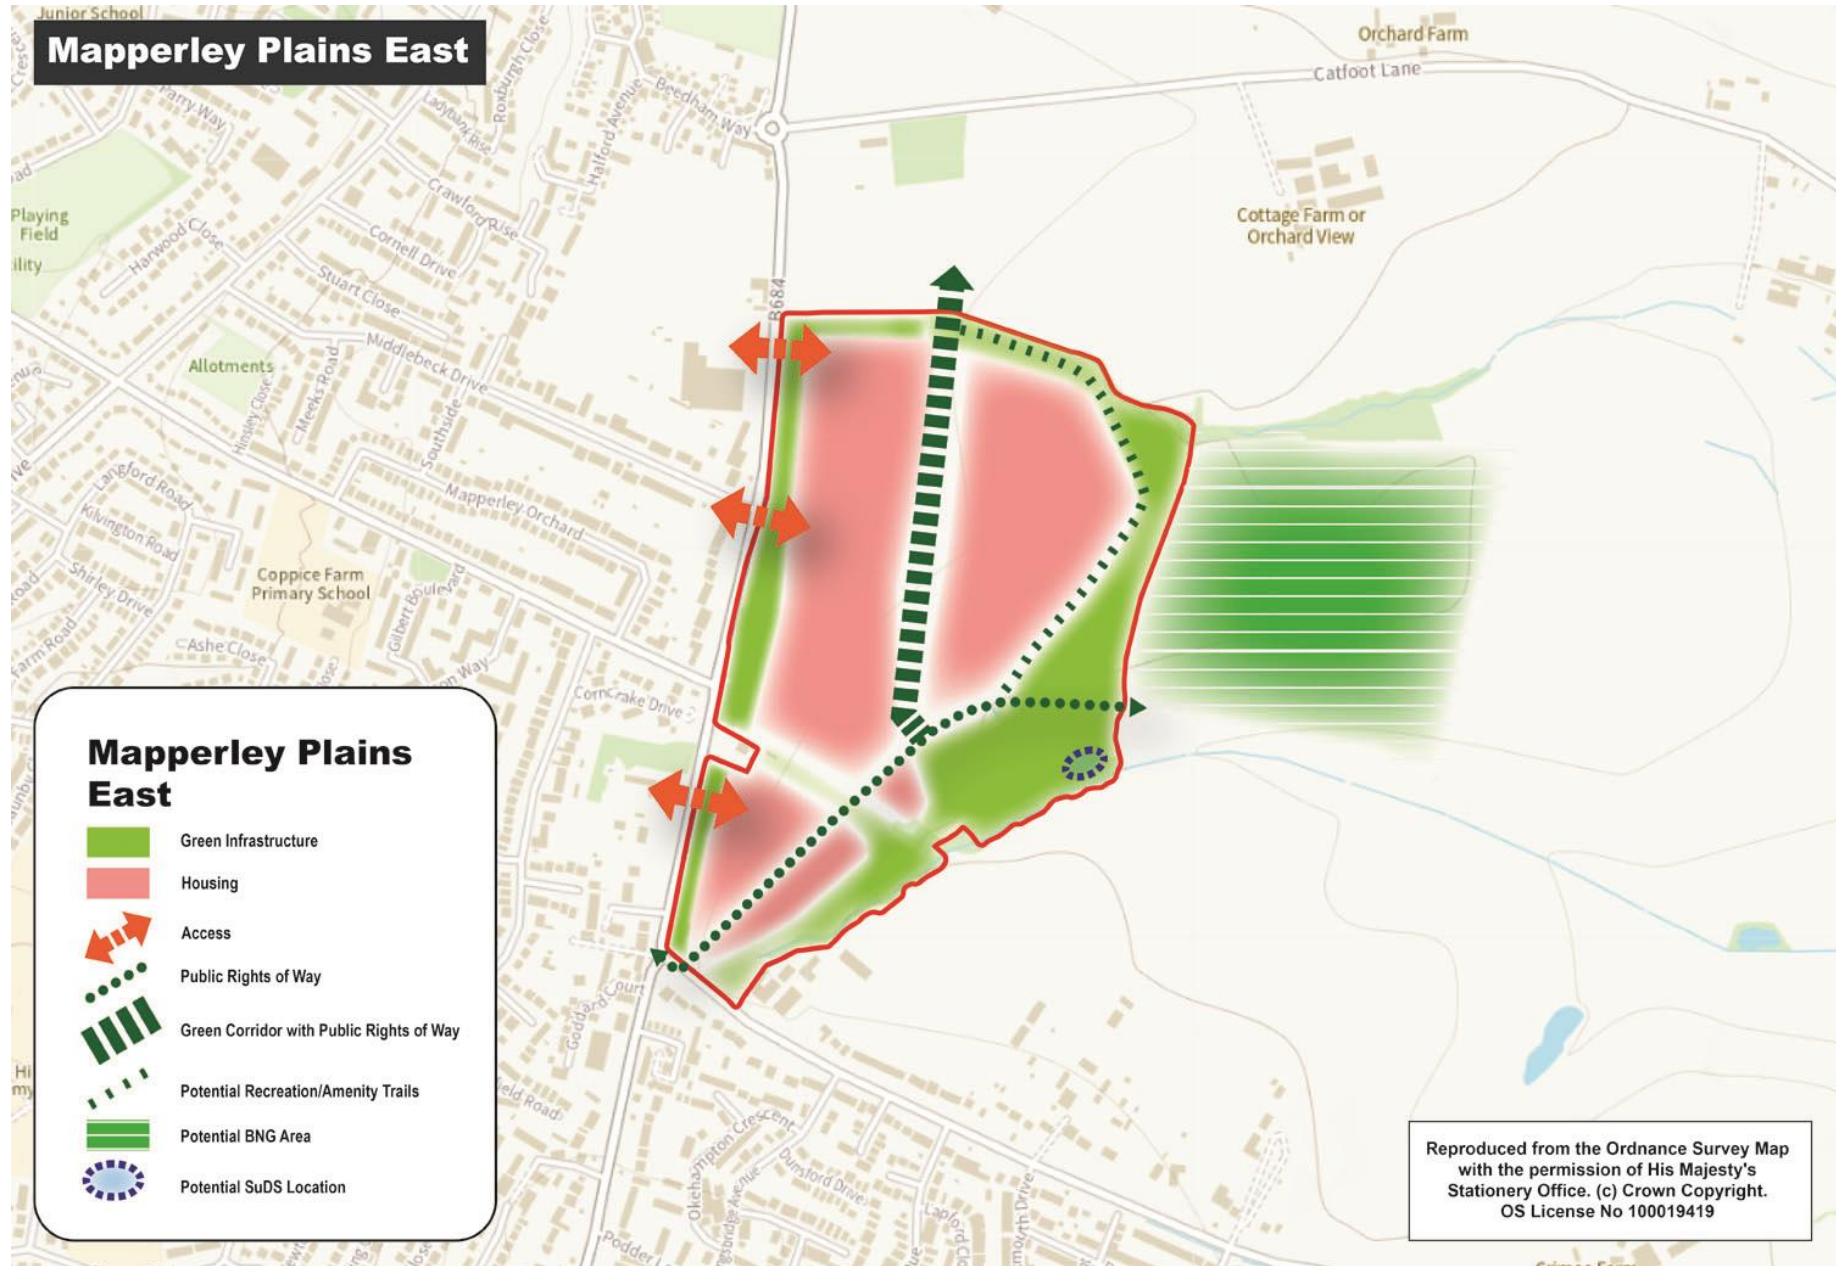 Junior School
Mapperley Plains East
Parry Way
Ladybank Rise
Roxburgh Close
Halford Avenue
Beedham Way
Orchard Farm
Catfoot Lane
Playing
Field
Harwood Close
Crawford Rise
Cornell Drive
Stuart Close
Cottage Farm or
Orchard View
B684
Allotments
Middlebeck Drive
Hinsley Close
Meeks Road
Southside
Langford Road
Kilvington Road
Mapperley Orchard
Shirley Drive
Coppice Farm
Primary School
Gilbert Boulevard
Ashe Close
Farm Road
Corncrake Drive
Mapperley Plains
East
Green Infrastructure
Housing
Access
Public Rights of Way
Green Corridor with Public Rights of Way
Potential Recreation/Amenity Trails
Potential BNG Area
Potential SuDS Location
Goddard Court
Okehampton Crescent
Dunsford Drive
Reproduced from the Ordnance Survey Map
with the permission of His Majesty's
Stationery Office. (c) Crown Copyright.
OS License No 100019419